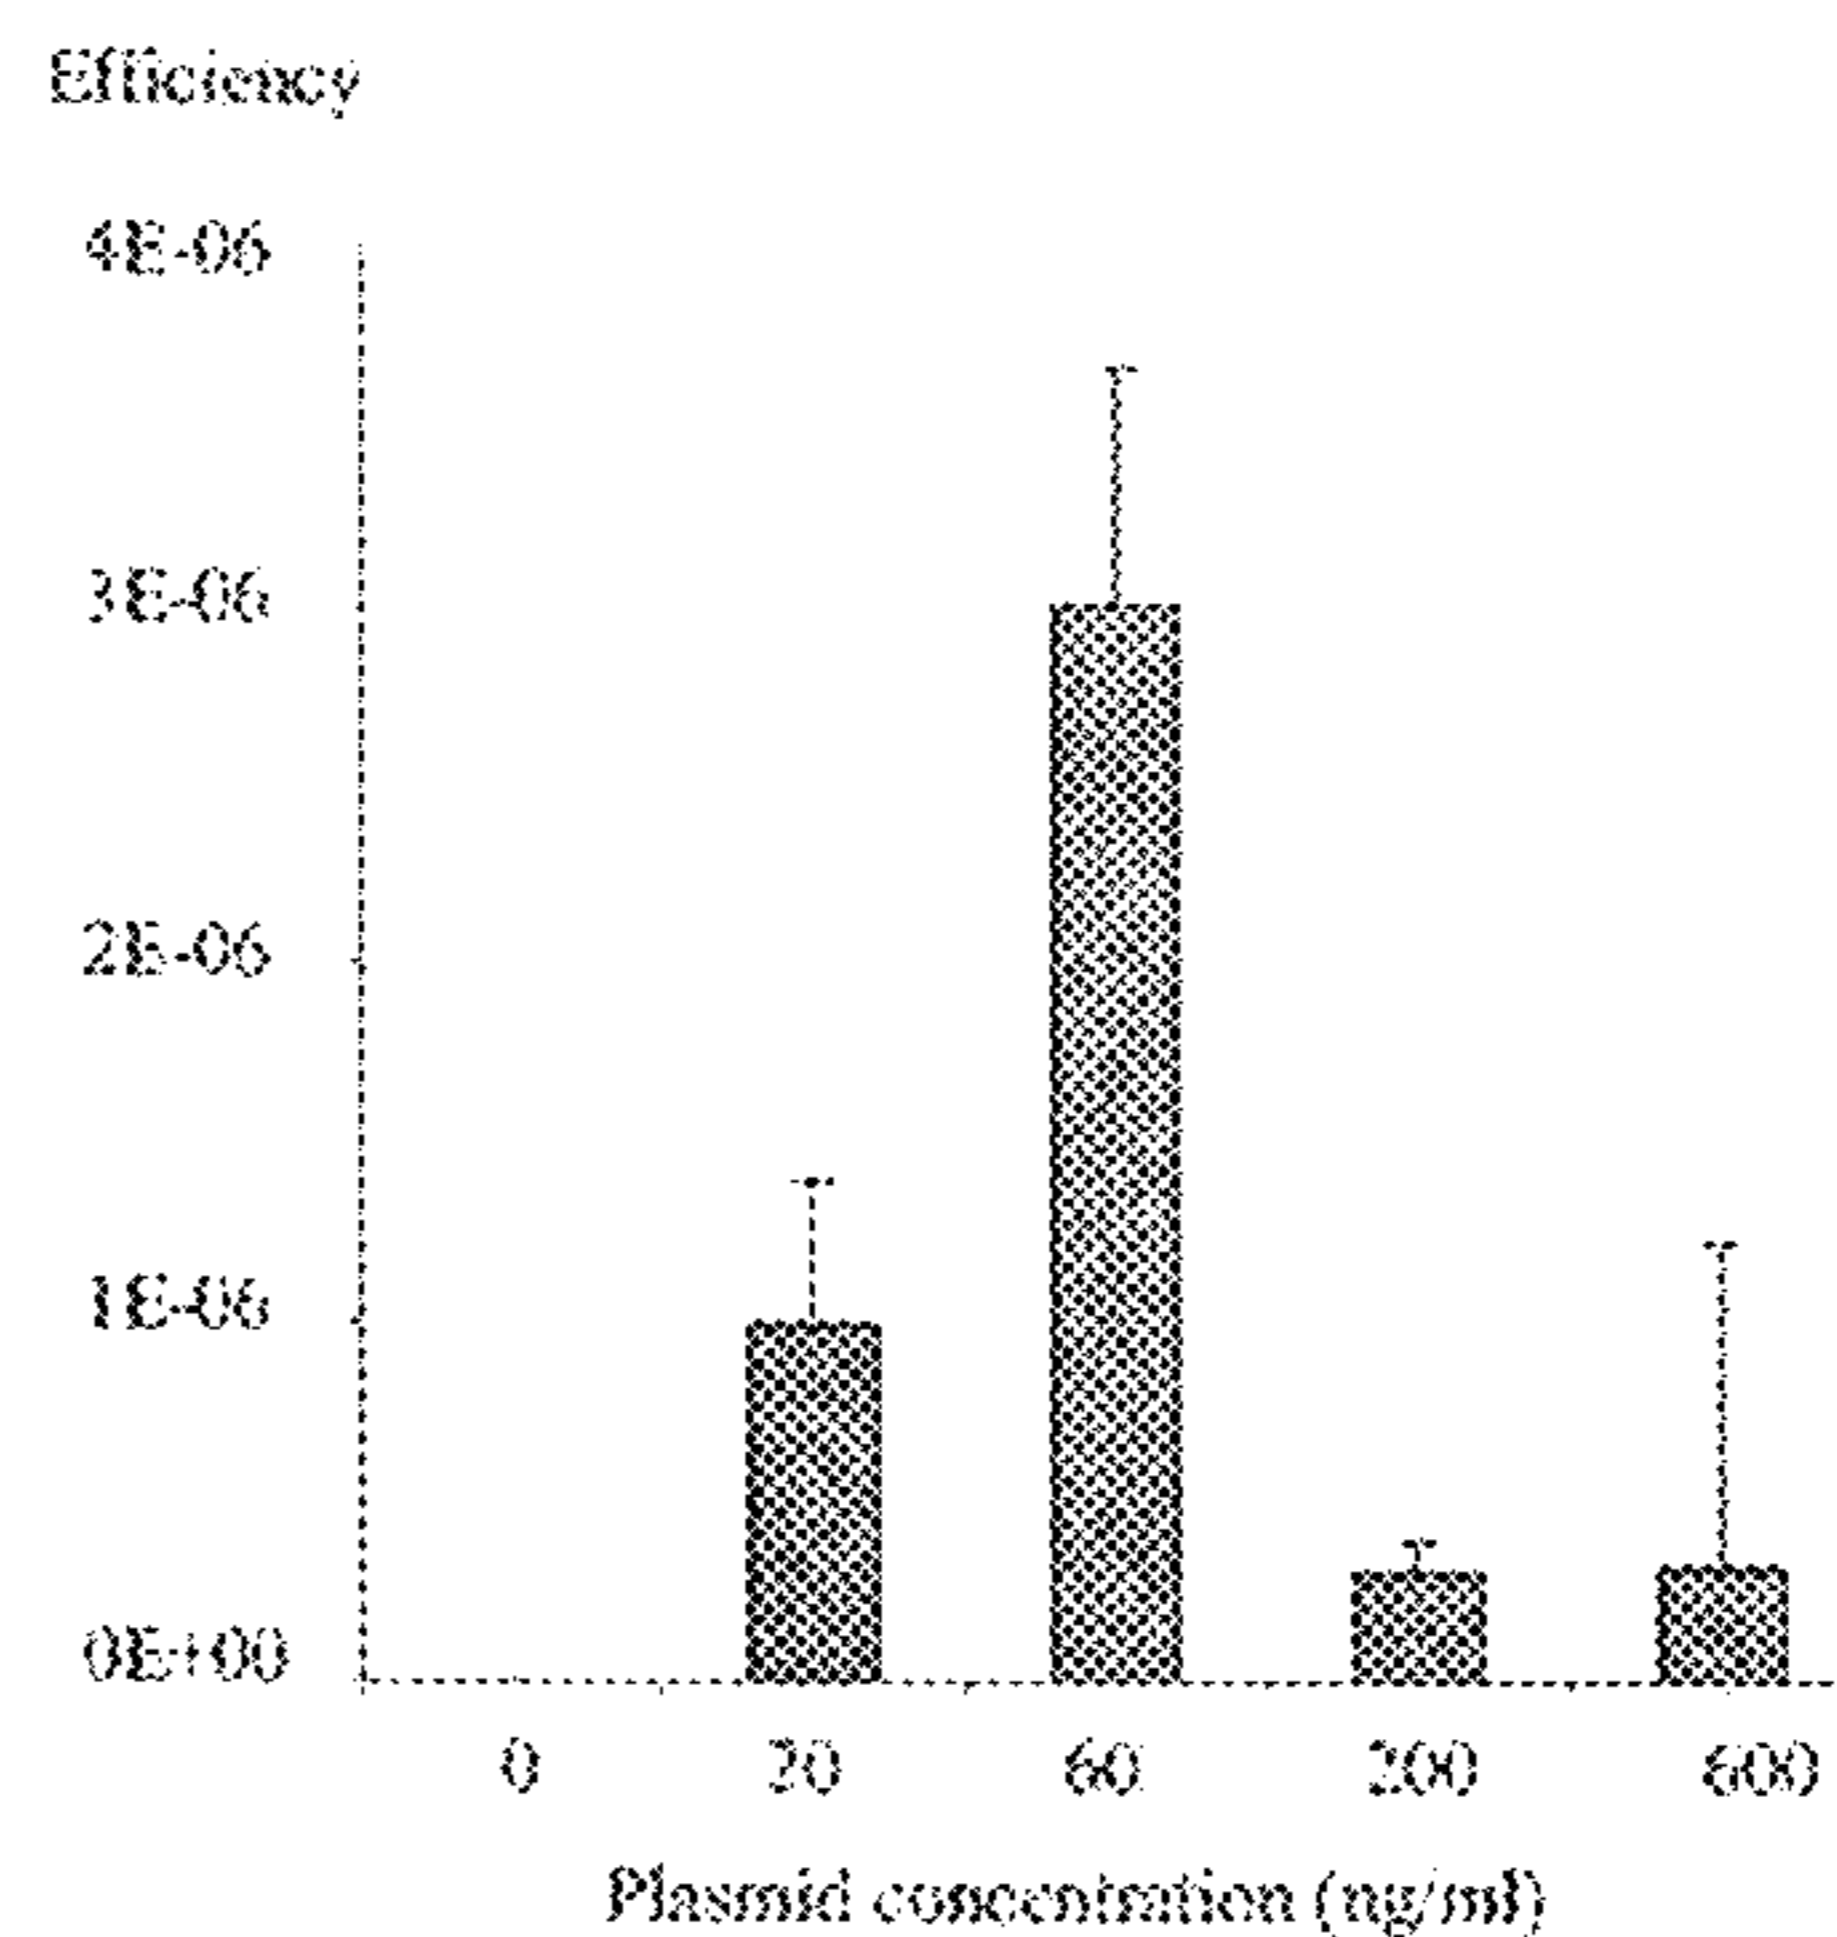 Efficiency
4E-06
3E-06
2E-06
1E-06
0E+00
0 20 60 200 600
Plasmid concentration (ng/ml)